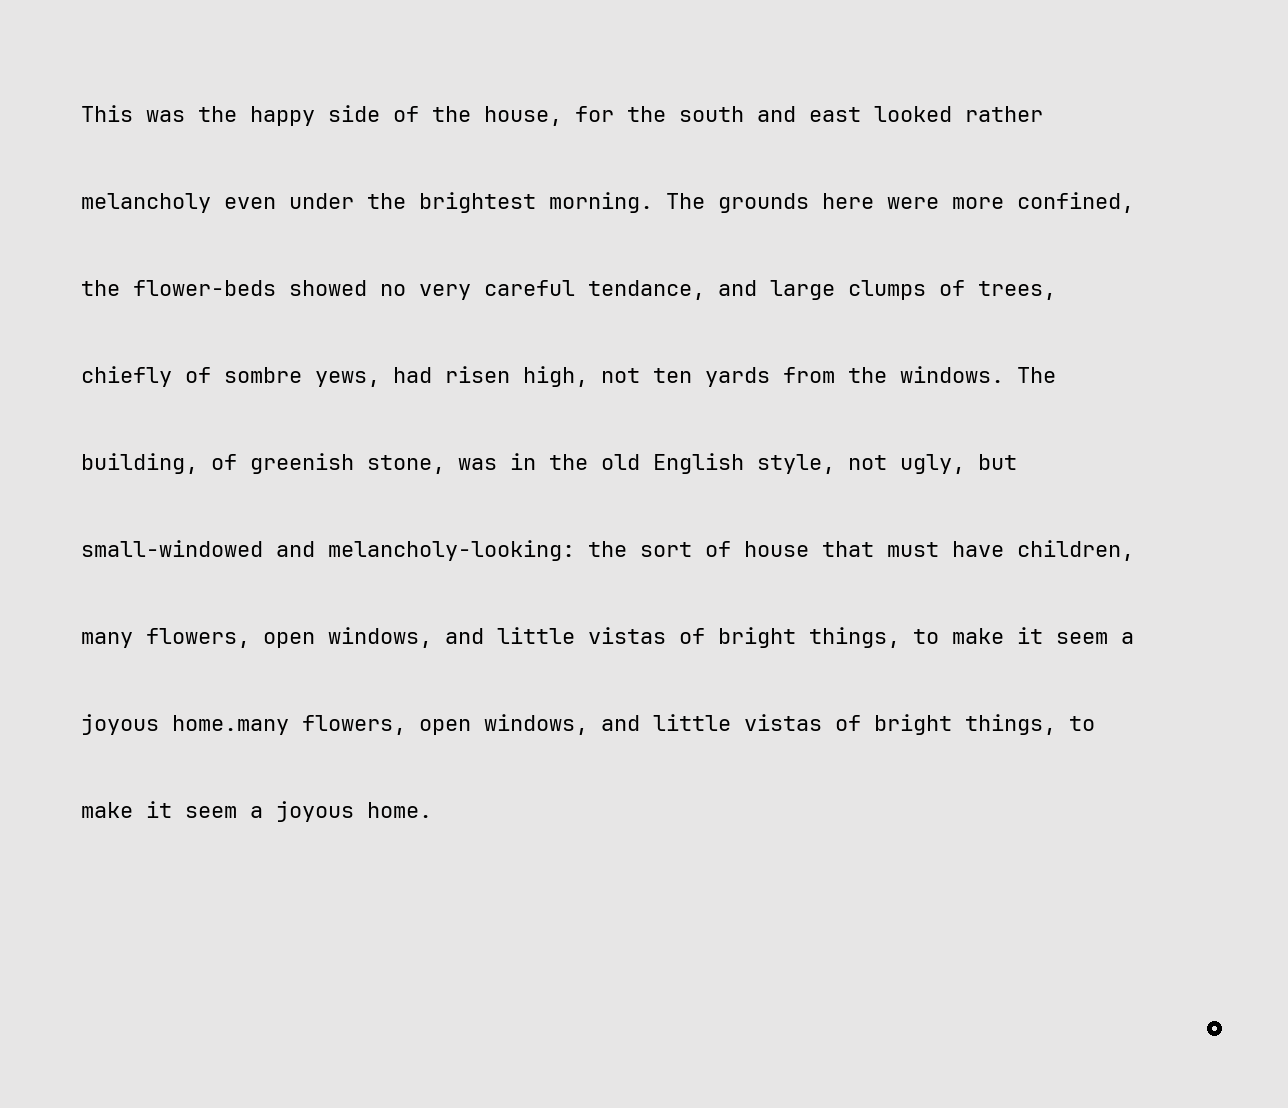 This was the happy side of the house, for the south and east looked rather
melancholy even under the brightest morning. The grounds here were more confined,
the flower-beds showed no very careful tendance, and large clumps of trees,
chiefly of sombre yews, had risen high, not ten yards from the windows. The
building, of greenish stone, was in the old English style, not ugly, but
small-windowed and melancholy-looking: the sort of house that must have children,
many flowers, open windows, and little vistas of bright things, to make it seem a
joyous home.many flowers, open windows, and little vistas of bright things, to
make it seem a joyous home.